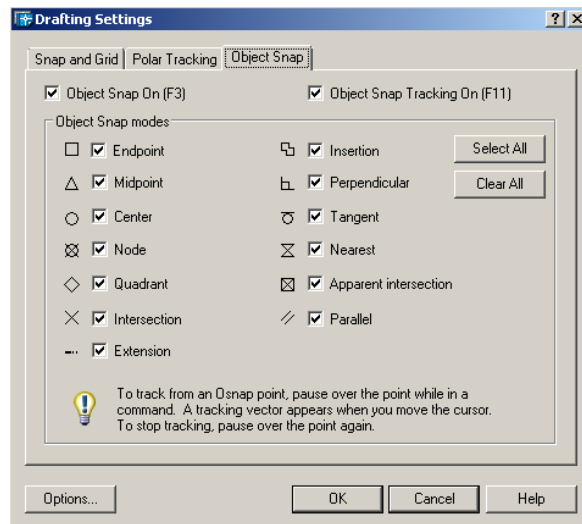 Drafting Settings
Snap and Grid Polar Tracking Object Snap
Object Snap On (F3) Object Snap Tracking On (F11)
Object Snap modes
Endpoint Insertion Select All
Midpoint Perpendicular Clear All
Center Tangent
Node Nearest
Quadrant Apparent intersection
Intersection Parallel
Extension
To track from an Osnap point, pause over the point while in a
command. A tracking vector appears when you move the cursor.
To stop tracking, pause over the point again.
Options... OK Cancel Help